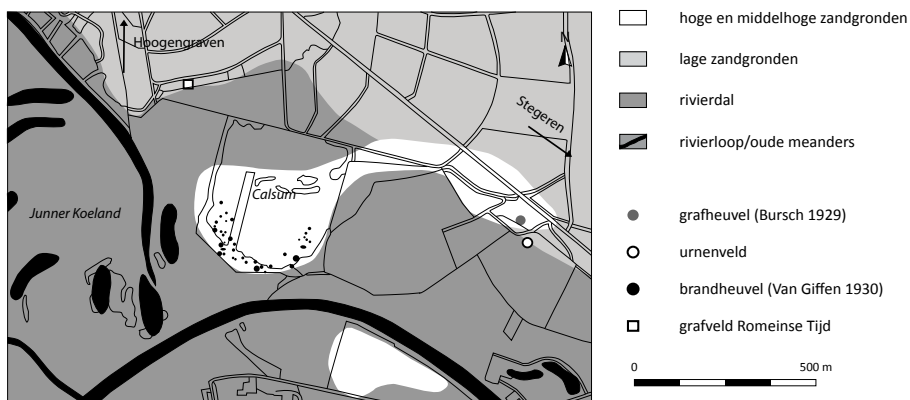 Hoogengraven
N
Stegeren
Calsum
Junner Koeland
hoge en middelhoge zandgronden
lage zandgronden
rivierdal
rivierloop/oude meanders
grafheuvel (Bursch 1929)
urnenveld
brandheuvel (Van Giffen 1930)
grafveld Romeinse Tijd
0 500 m